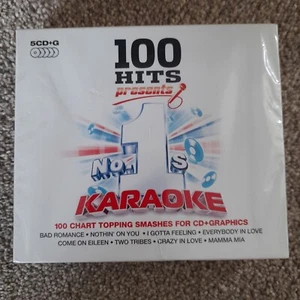 5CD+G
100
HITS
presents
No.1s
KARAOKE
100 CHART TOPPING SMASHES FOR CD+GRAPHICS
BAD ROMANCE • NOTHIN' ON YOU • I GOTTA FEELING • EVERYBODY IN LOVE
COME ON EILEEN • TWO TRIBES • CRAZY IN LOVE • MAMMA MIA